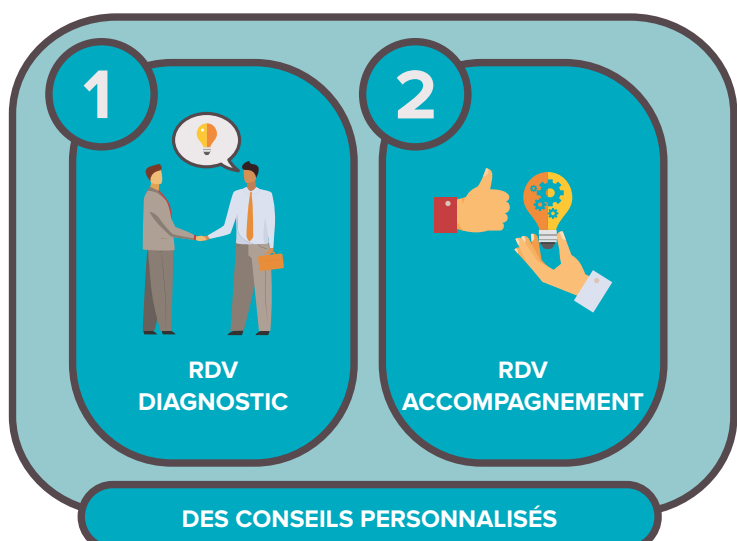 1
RDV
DIAGNOSTIC
2
RDV
ACCOMPAGNEMENT
DES CONSEILS PERSONNALISÉS